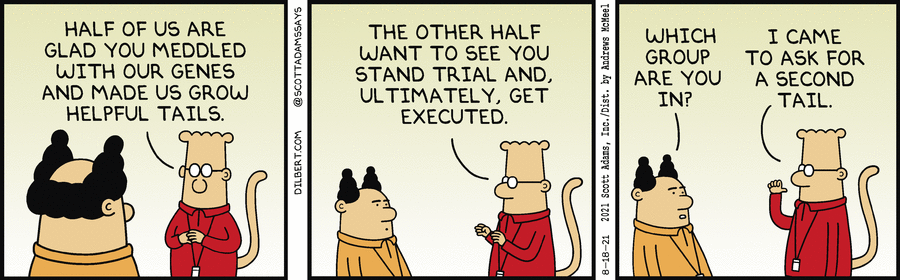 HALF OF US ARE
GLAD YOU MEDDLED
WITH OUR GENES
AND MADE US GROW
HELPFUL TAILS.
DILBERT.COM @SCOTTADAMSSAYS
THE OTHER HALF
WANT TO SEE YOU
STAND TRIAL AND,
ULTIMATELY, GET
EXECUTED.
8-18-21 2021 Scott Adams, Inc./Dist. by Andrews McMeel
WHICH
GROUP
ARE YOU
IN?
I CAME
TO ASK FOR
A SECOND
TAIL.